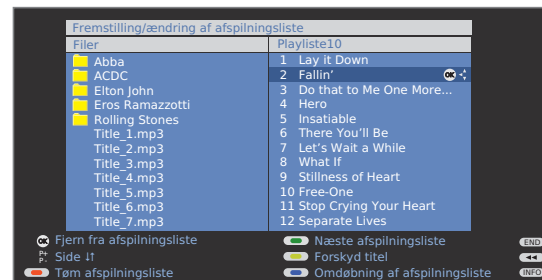 Fremstilling/ændring af afspilningsliste
Filer
Abba
ACDC
Elton John
Eros Ramazzotti
Rolling Stones
Title_1.mp3
Title_2.mp3
Title_3.mp3
Title_4.mp3
Title_5.mp3
Title_6.mp3
Title_7.mp3
Playliste10
1 Lay it Down
2 Fallin’ OK
3 Do that to Me One More...
4 Hero
5 Insatiable
6 There You’ll Be
7 Let’s Wait a While
8 What If
9 Stillness of Heart
10 Free-One
11 Stop Crying Your Heart
12 Separate Lives
OK Fjern fra afspilningsliste
P+ P- Side ↓↑
Tøm afspilningsliste
Næste afspilningsliste
Forskyd titel
Omdøbning af afspilningsliste
END
INFO